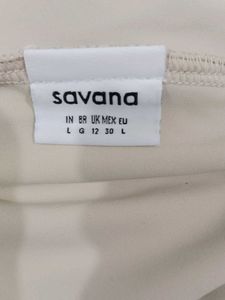 savana
IN BR UK MEX EU
L G 12 30 L